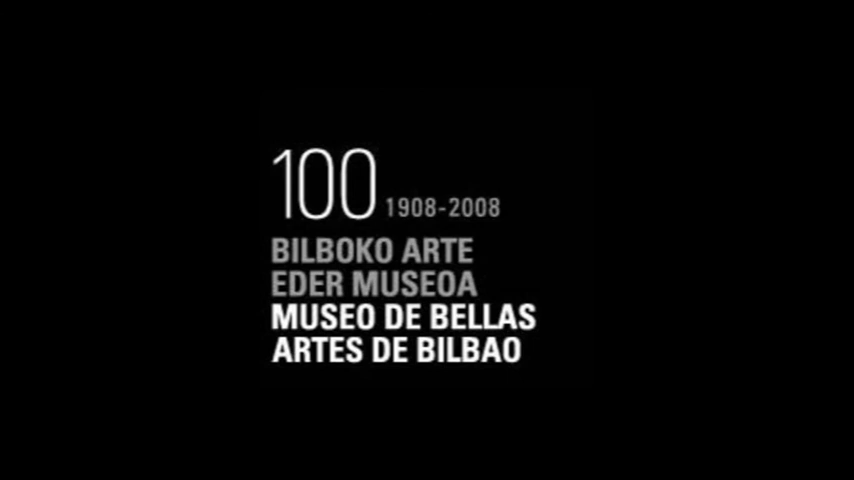 100 1908-2008
BILBOKO ARTE
EDER MUSEOA
MUSEO DE BELLAS
ARTES DE BILBAO